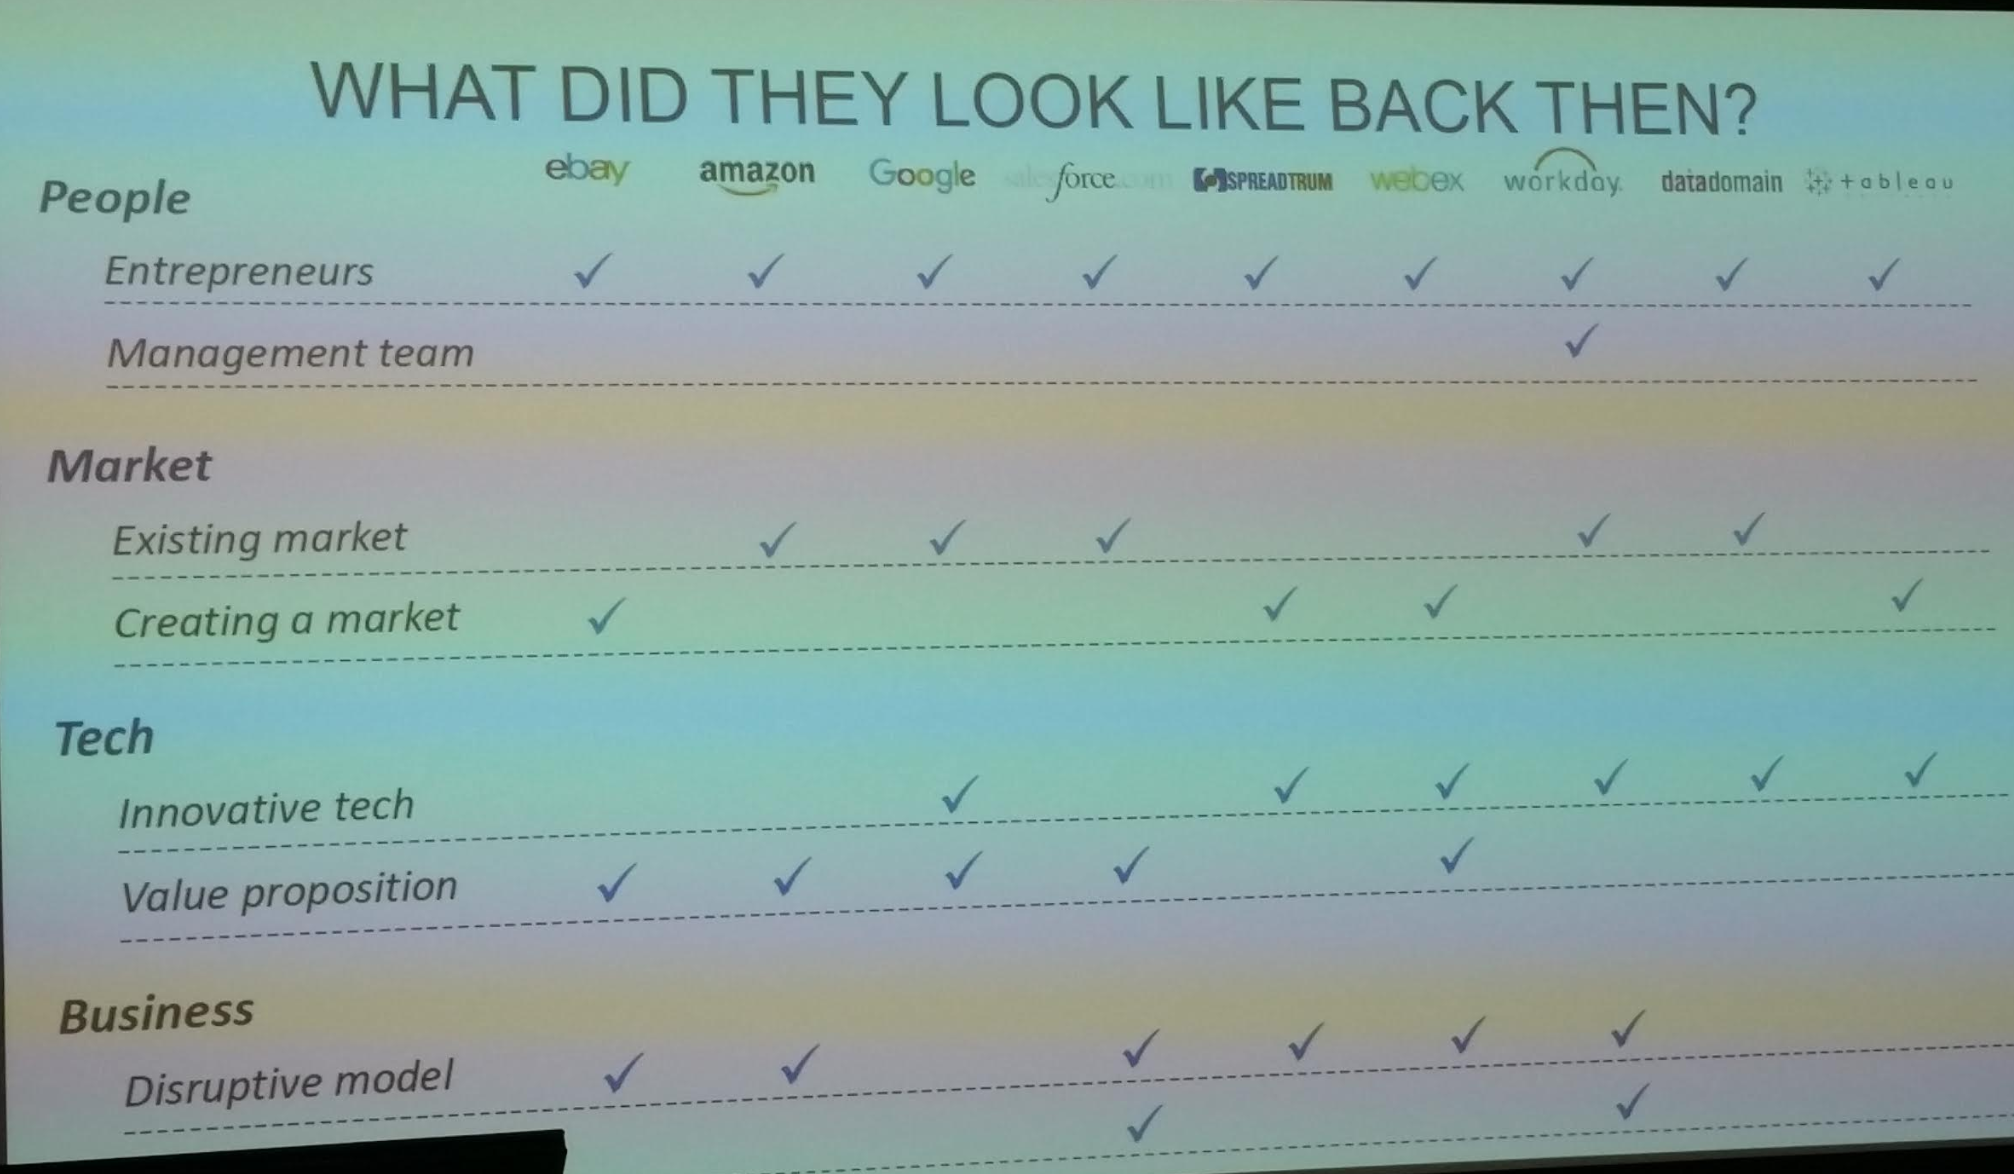 WHAT DID THEY LOOK LIKE BACK THEN?
ebay amazon Google salesforce.com SPREADTRUM webex workday. datadomain +ableau
People
Entrepreneurs ✓ ✓ ✓ ✓ ✓ ✓ ✓ ✓ ✓
Management team ✓
Market
Existing market ✓ ✓ ✓ ✓ ✓
Creating a market ✓ ✓ ✓ ✓
Tech
Innovative tech ✓ ✓ ✓ ✓ ✓ ✓
Value proposition ✓ ✓ ✓ ✓ ✓
Business
Disruptive model ✓ ✓ ✓ ✓ ✓ ✓
✓ ✓